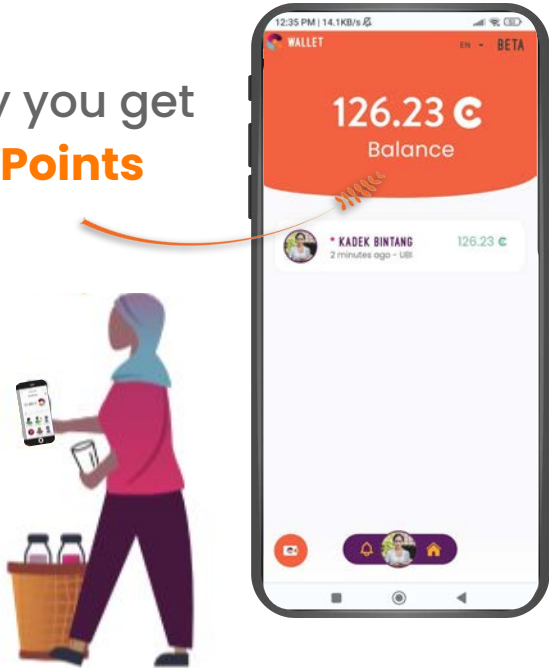 y you get
Points
12:35 PM | 14.1KB/s
WALLET
EN
BETA
126.23
Balance
* KADEK BINTANG
126.23
2 minutes ago - UBI